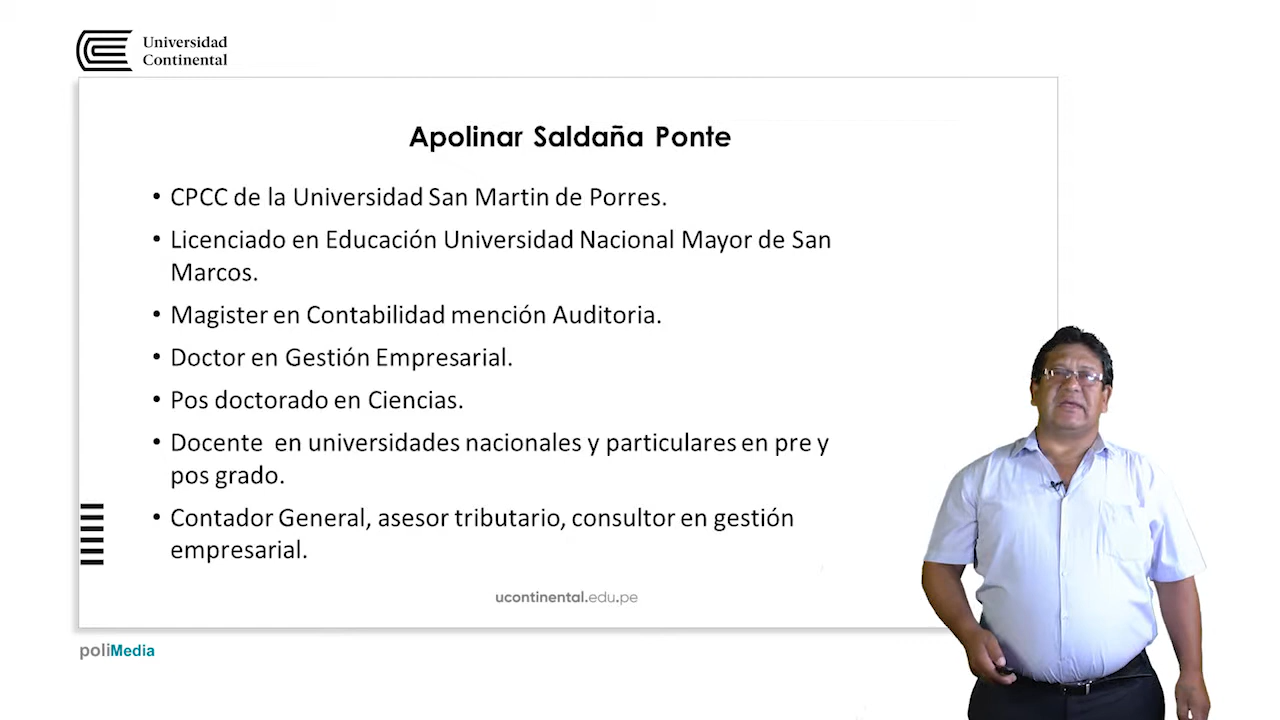 Universidad
Continental
Apolinar Saldaña Ponte
• CPCC de la Universidad San Martin de Porres.
• Licenciado en Educación Universidad Nacional Mayor de San
Marcos.
• Magister en Contabilidad mención Auditoria.
• Doctor en Gestión Empresarial.
• Pos doctorado en Ciencias.
• Docente en universidades nacionales y particulares en pre y
pos grado.
• Contador General, asesor tributario, consultor en gestión
empresarial.
ucontinental.edu.pe
poliMedia